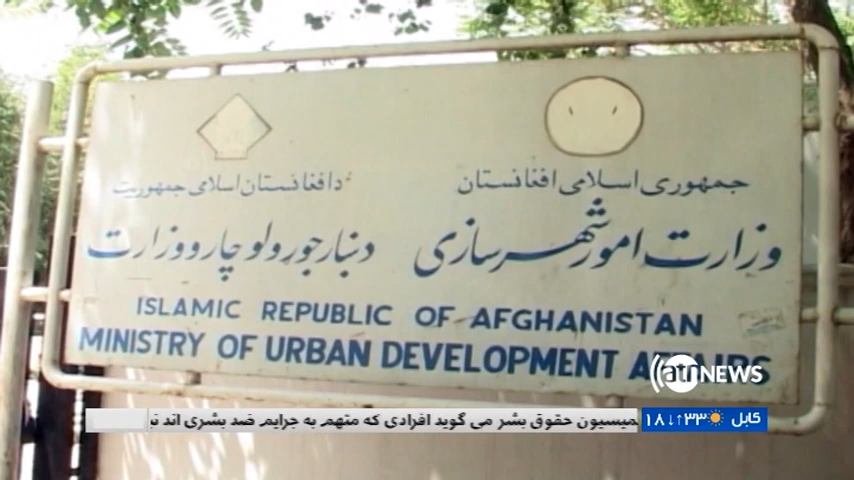 جمهوری اسلامی افغانستان
د افغانستان اسلامی جمهوریت
وزارت امور شهرسازی
د ښار جوړولو چارو وزارت
ISLAMIC REPUBLIC OF AFGHANISTAN
MINISTRY OF URBAN DEVELOPMENT AFFAIRS
atn NEWS
کابل ۳۳ ۱۸
میسیون حقوق بشر می گوید افرادی که متهم به جرایم ضد بشری اند